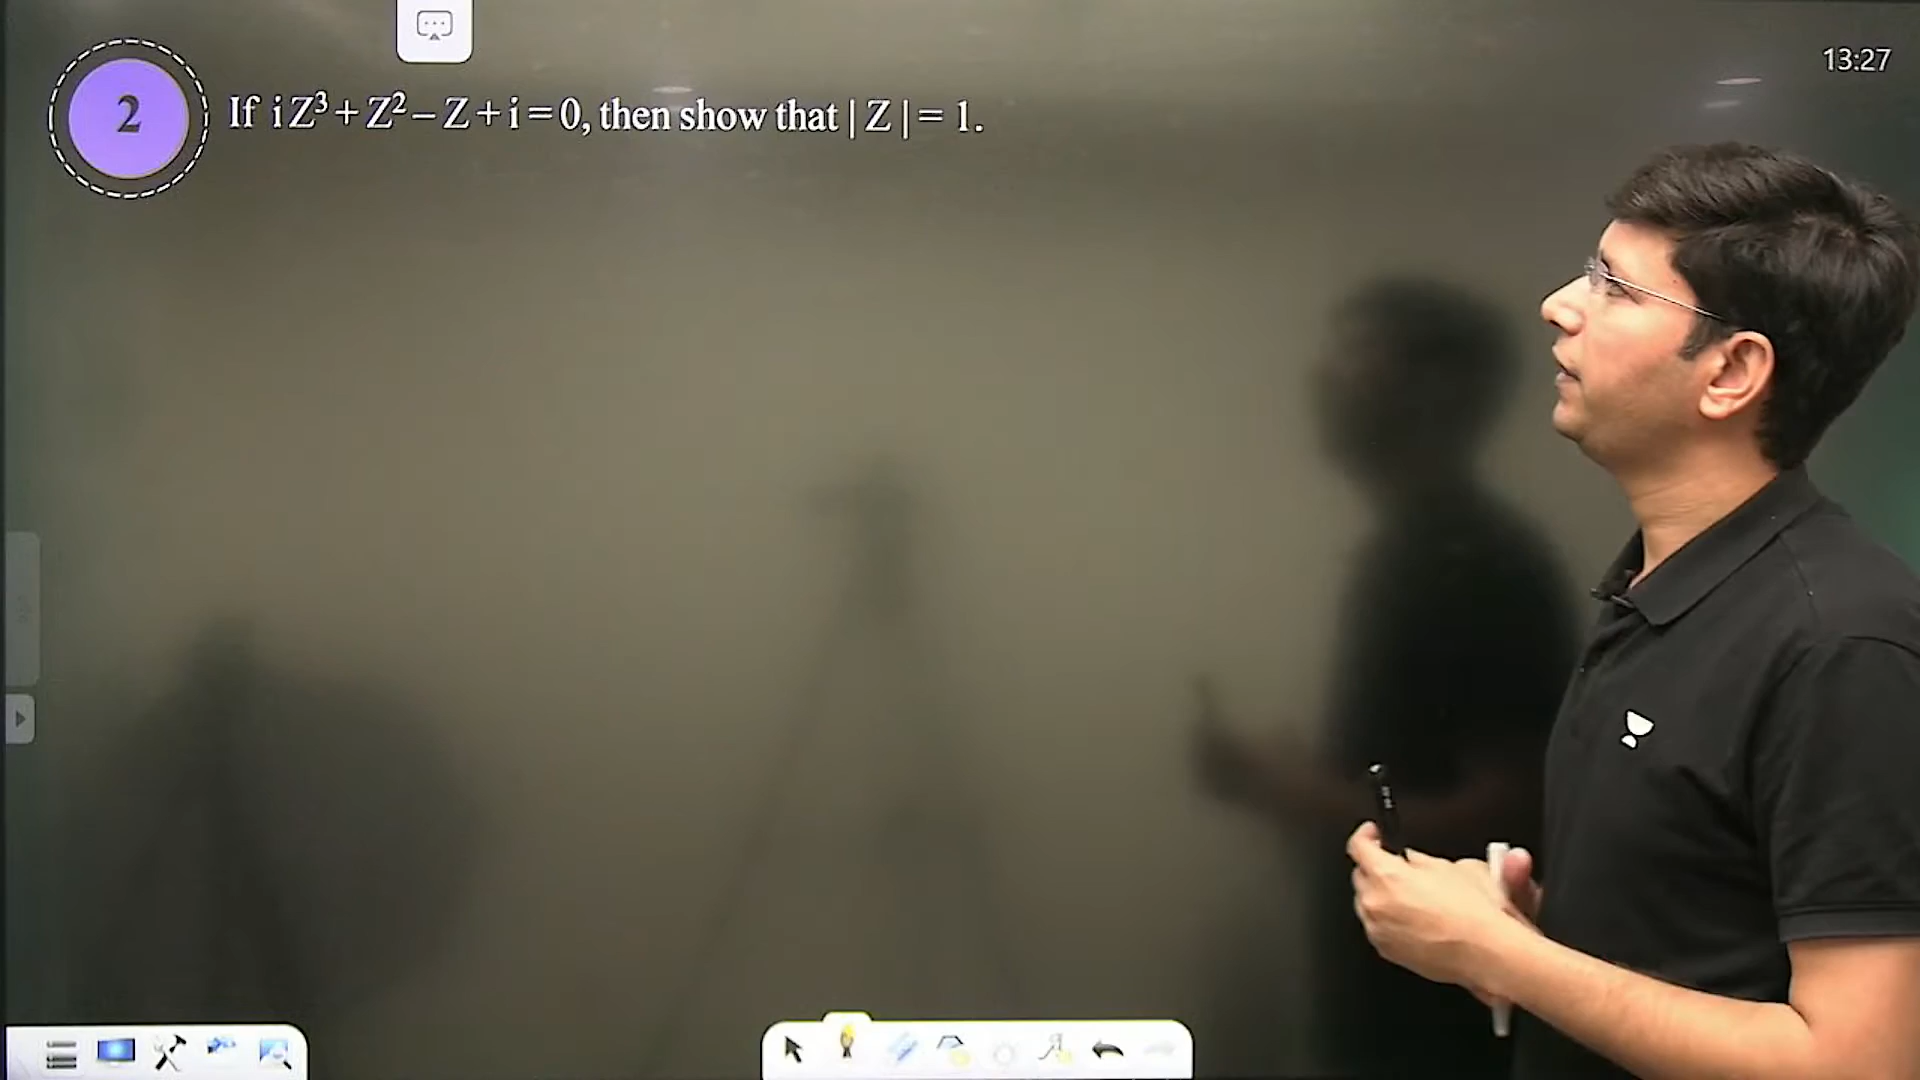 13:27
2
If iZ³ + Z² – Z + i = 0, then show that | Z | = 1.